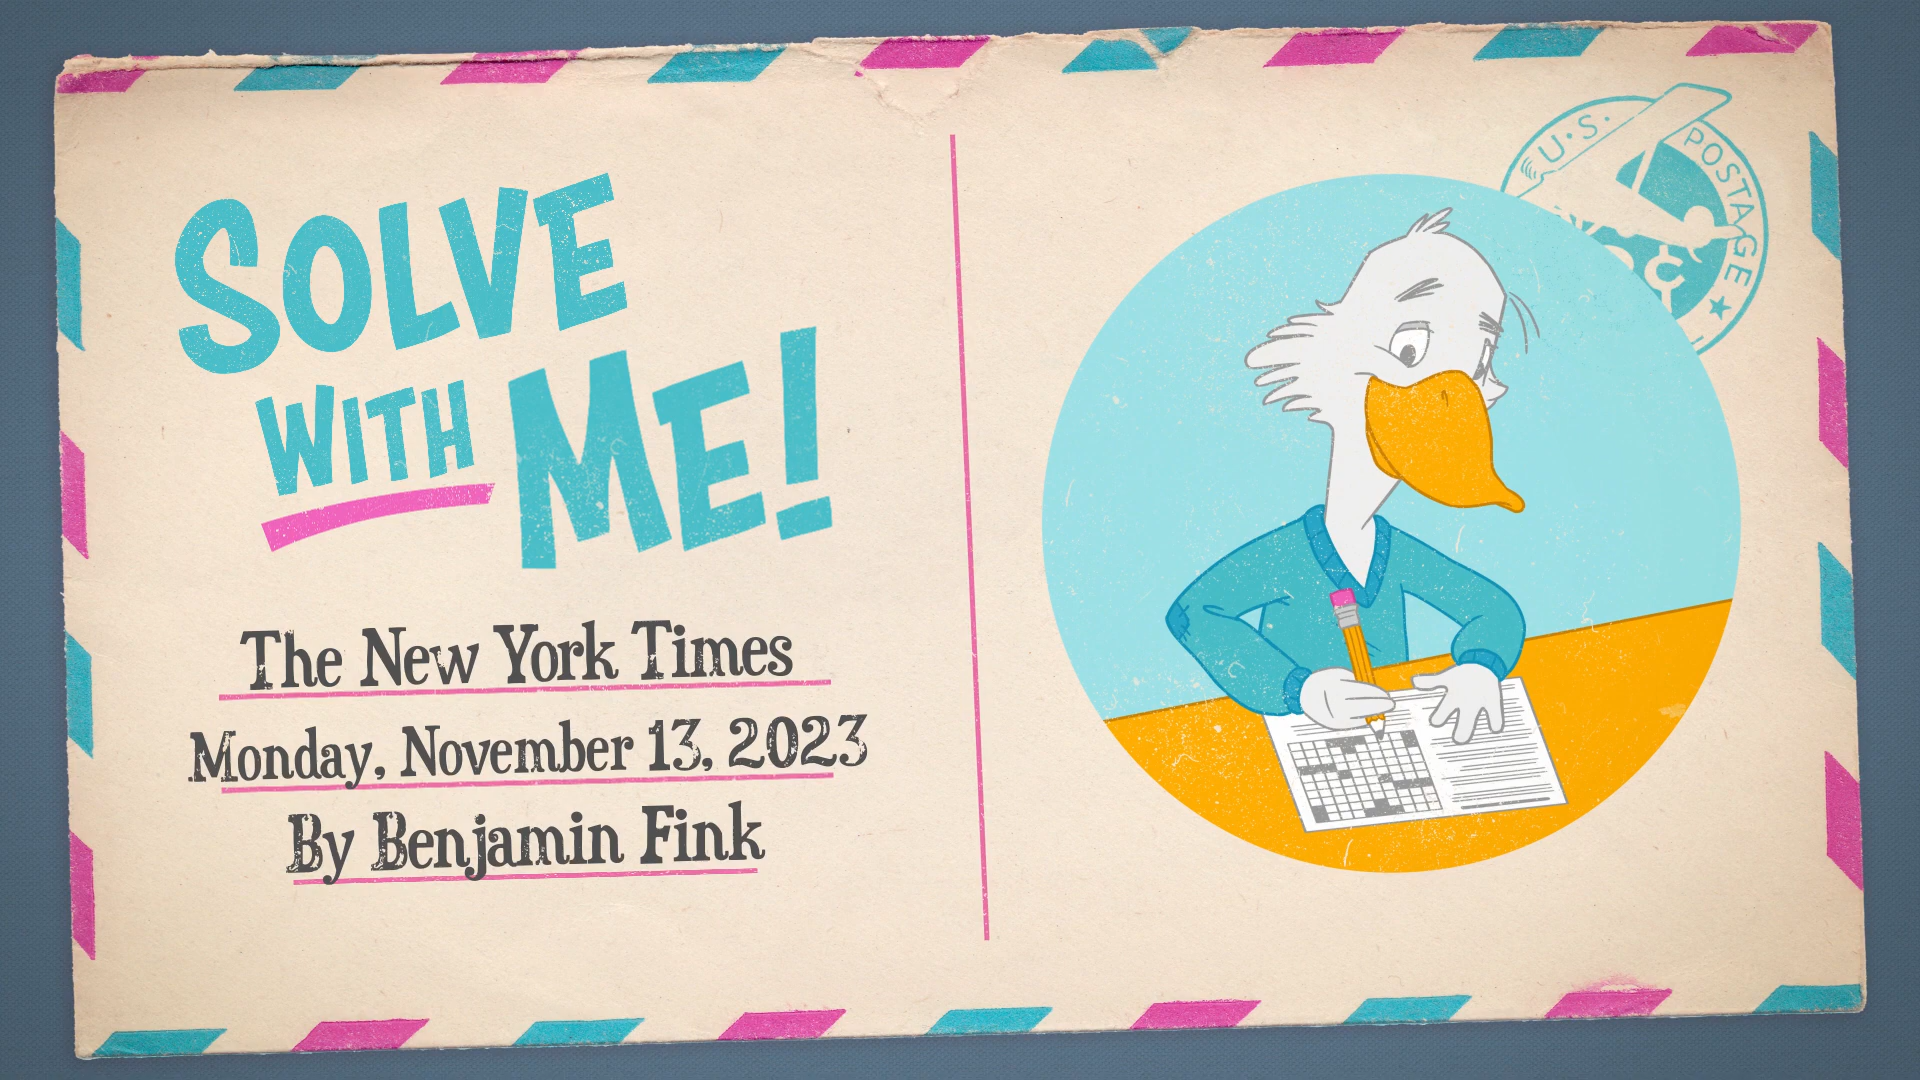 SOLVE
WITH ME!
The New York Times
Monday, November 13, 2023
By Benjamin Fink
U.S. POSTAGE